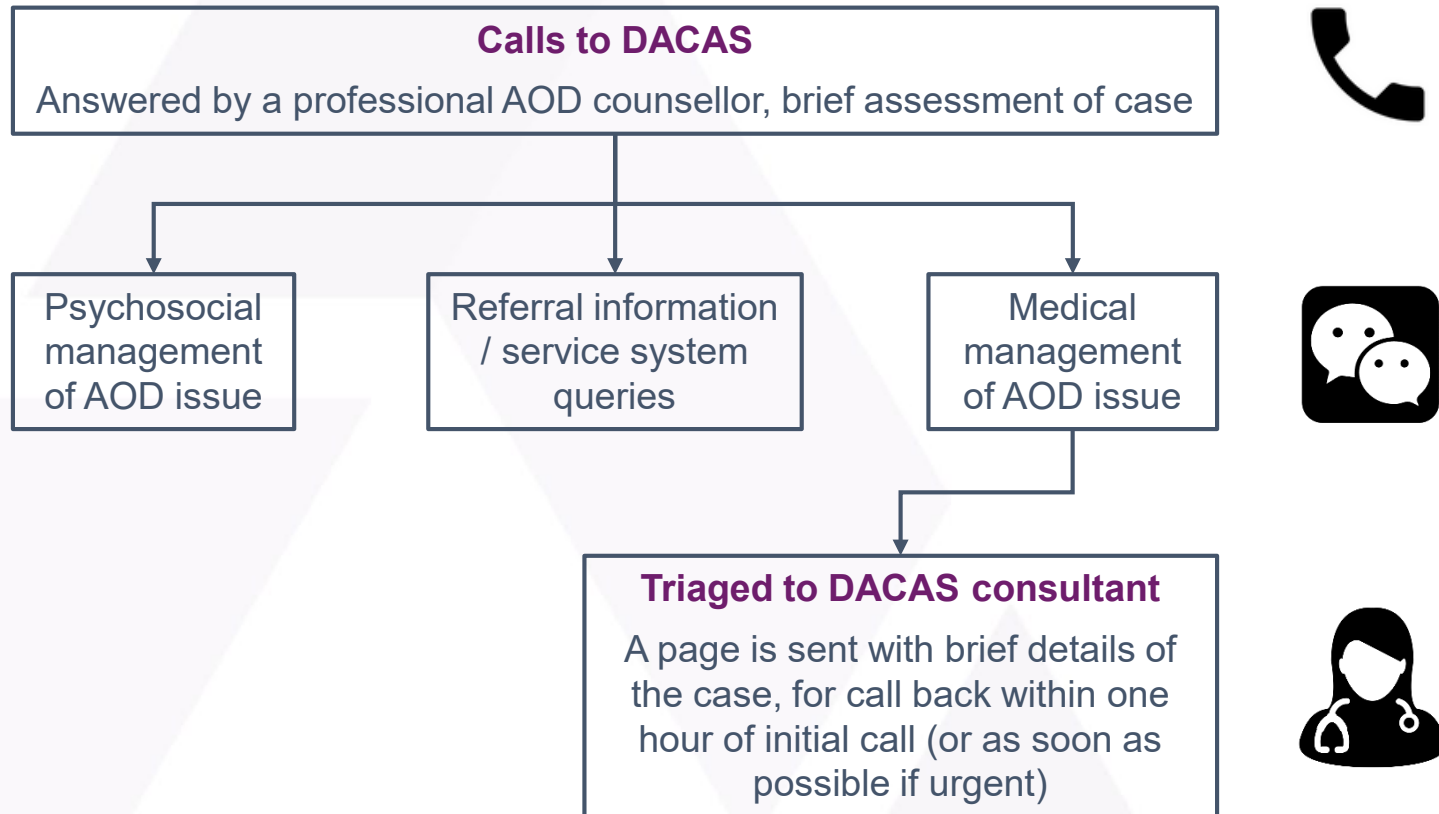 Calls to DACAS
Answered by a professional AOD counsellor, brief assessment of case
Psychosocial
management
of AOD issue
Referral information
/ service system
queries
Medical
management
of AOD issue
Triaged to DACAS consultant
A page is sent with brief details of
the case, for call back within one
hour of initial call (or as soon as
possible if urgent)